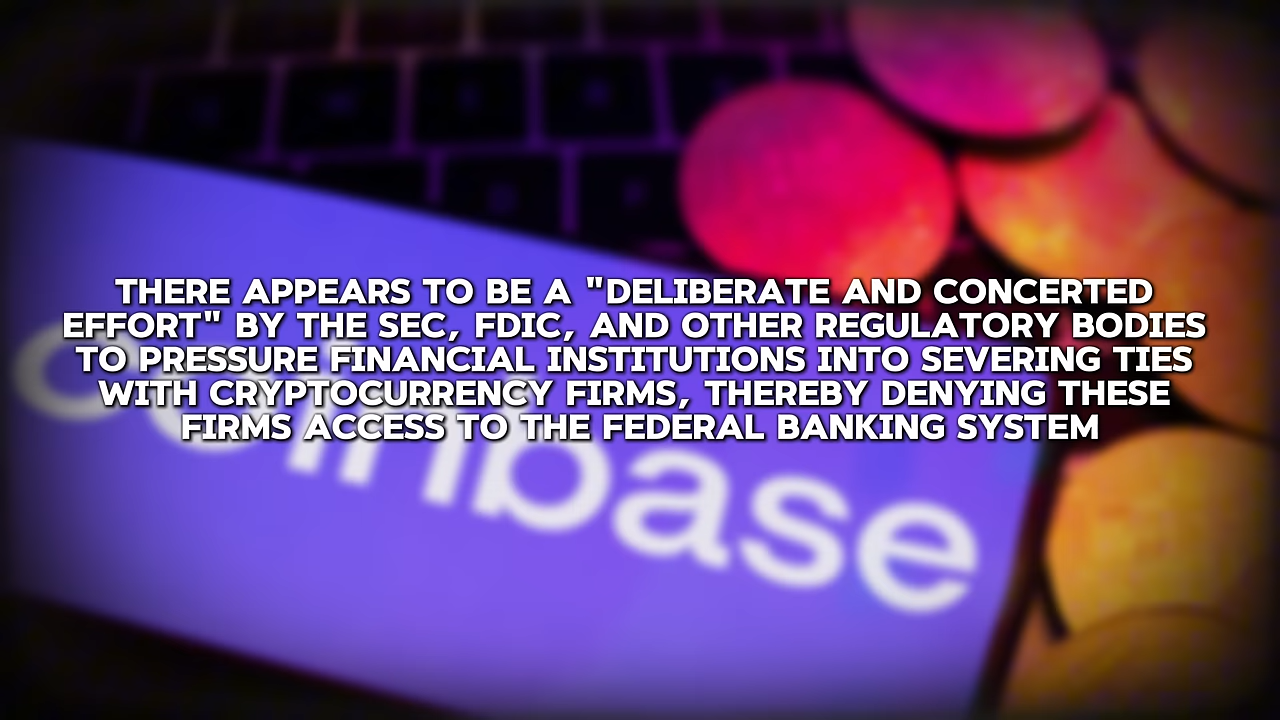 THERE APPEARS TO BE A "DELIBERATE AND CONCERTED
EFFORT" BY THE SEC, FDIC, AND OTHER REGULATORY BODIES
TO PRESSURE FINANCIAL INSTITUTIONS INTO SEVERING TIES
WITH CRYPTOCURRENCY FIRMS, THEREBY DENYING THESE
FIRMS ACCESS TO THE FEDERAL BANKING SYSTEM
coinbase